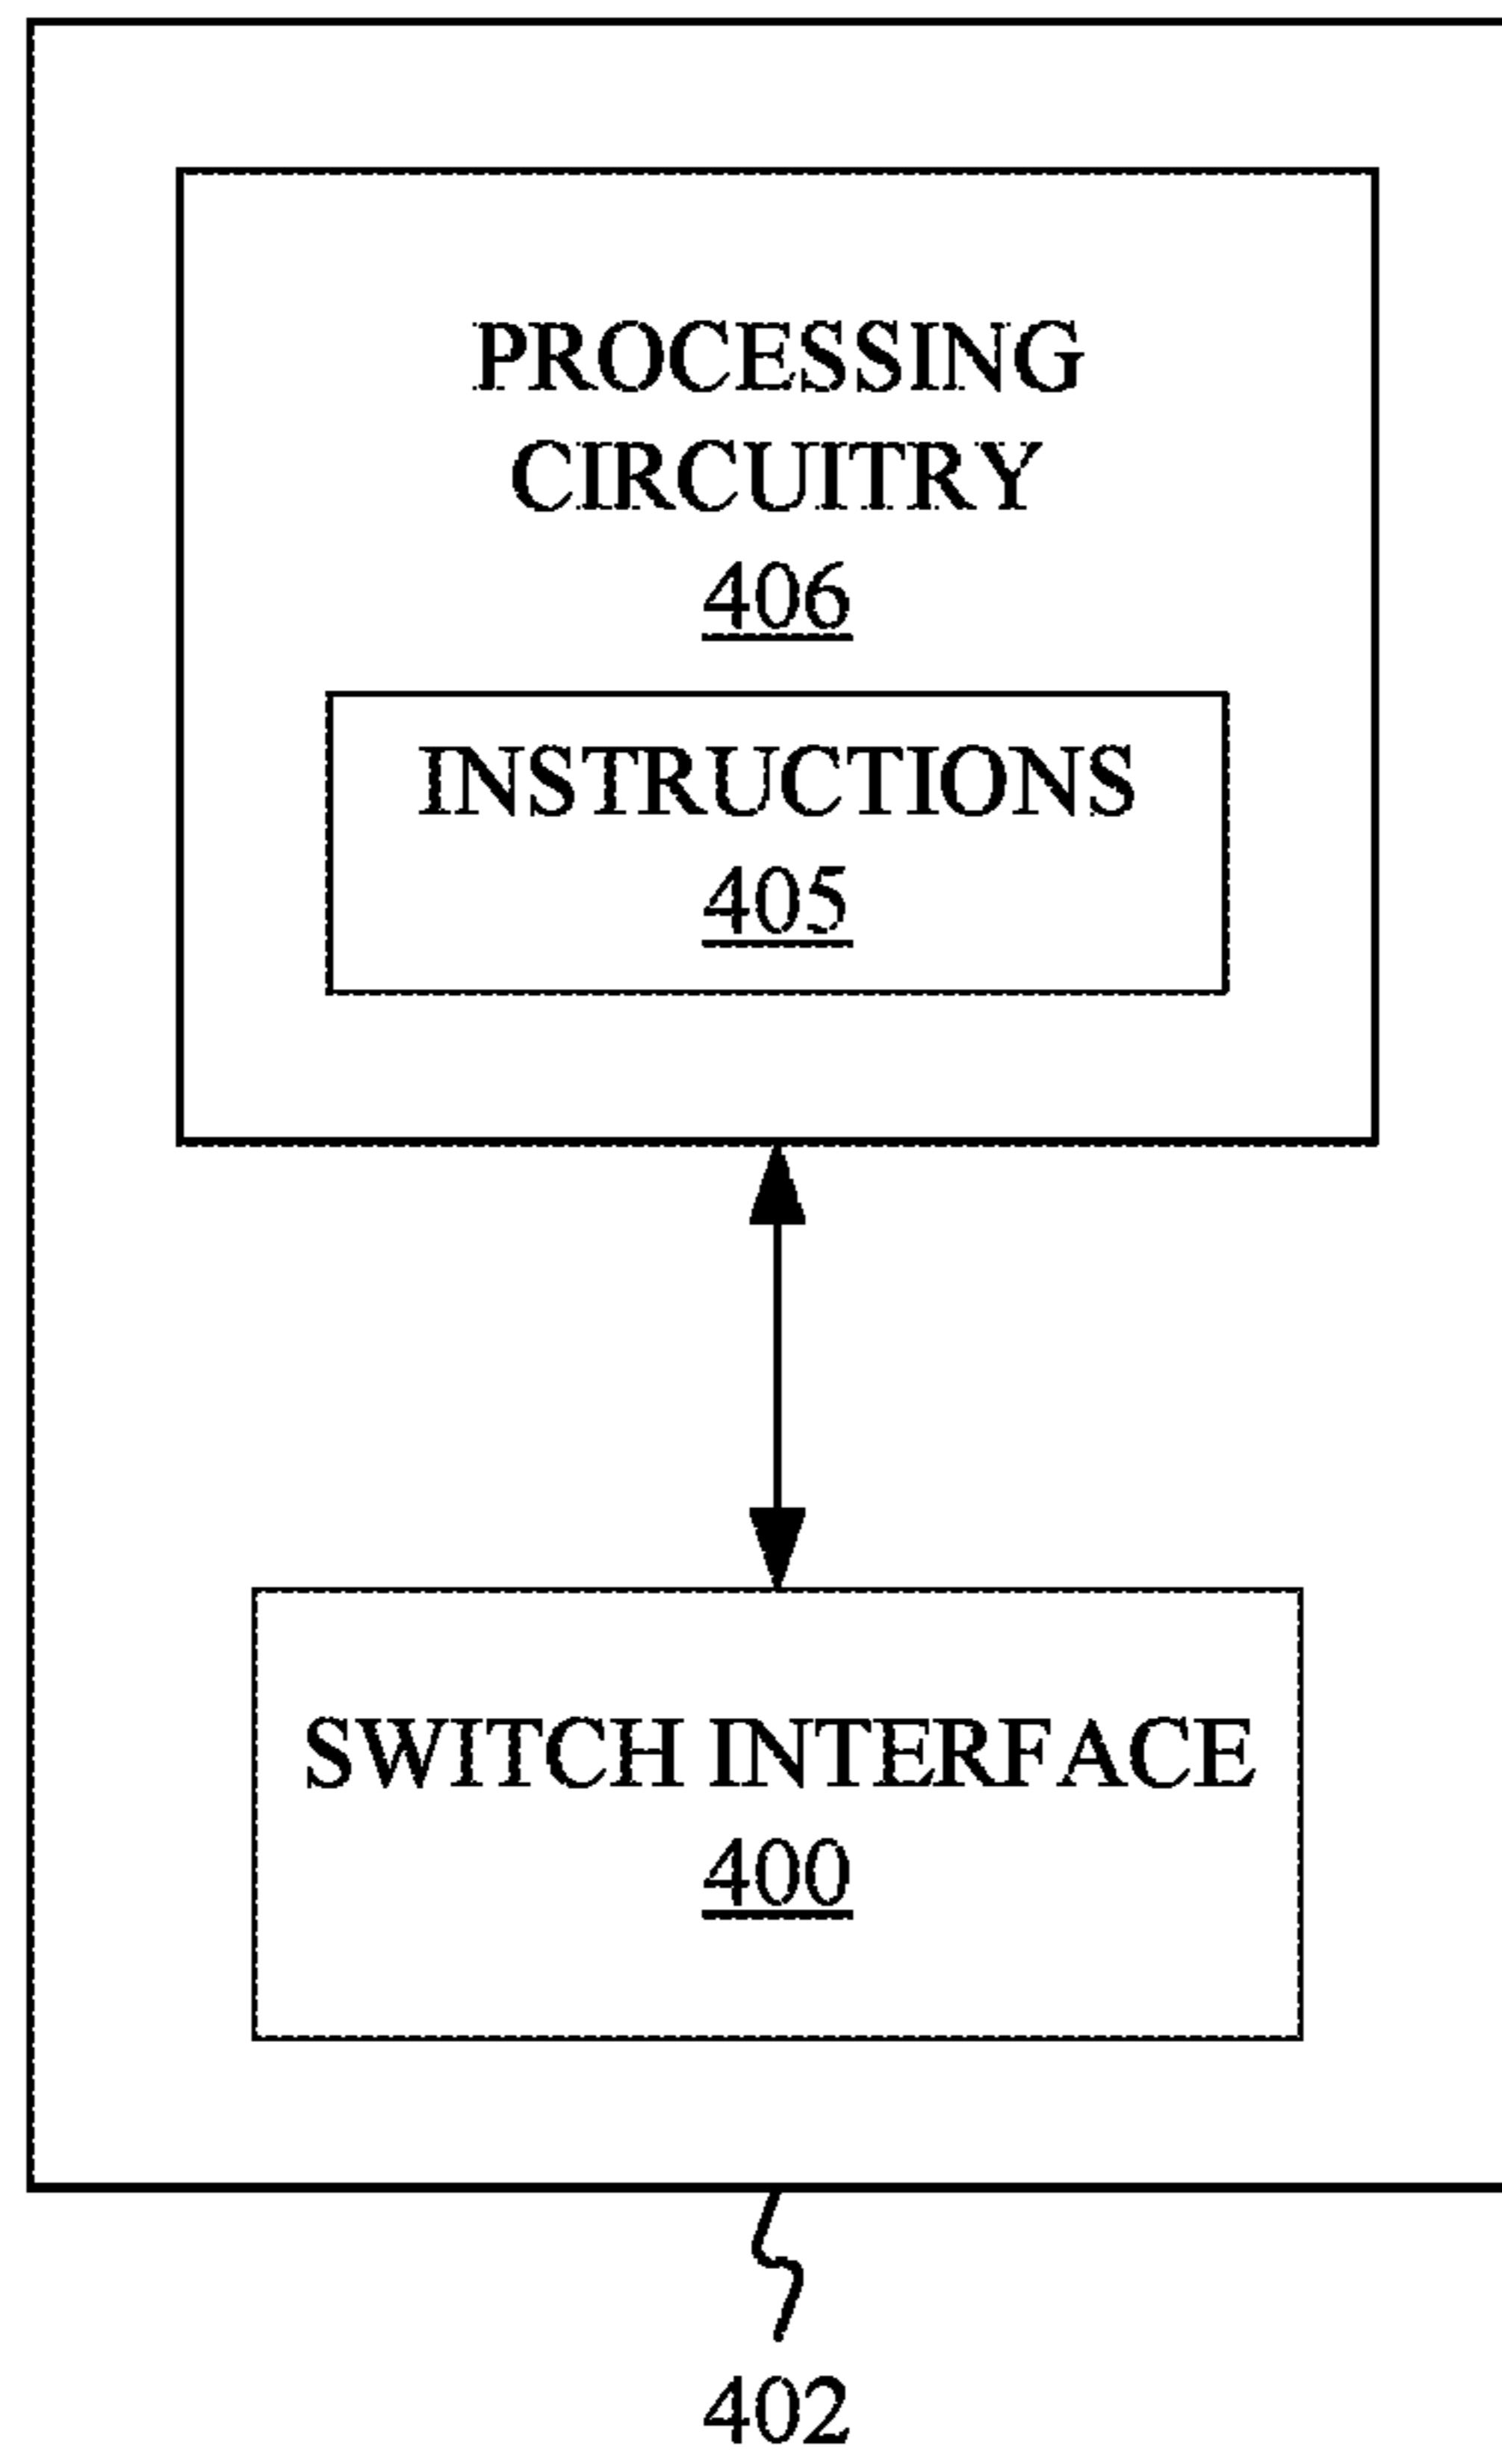 PROCESSING
CIRCUITRY
406
INSTRUCTIONS
405
SWITCH INTERFACE
400
402